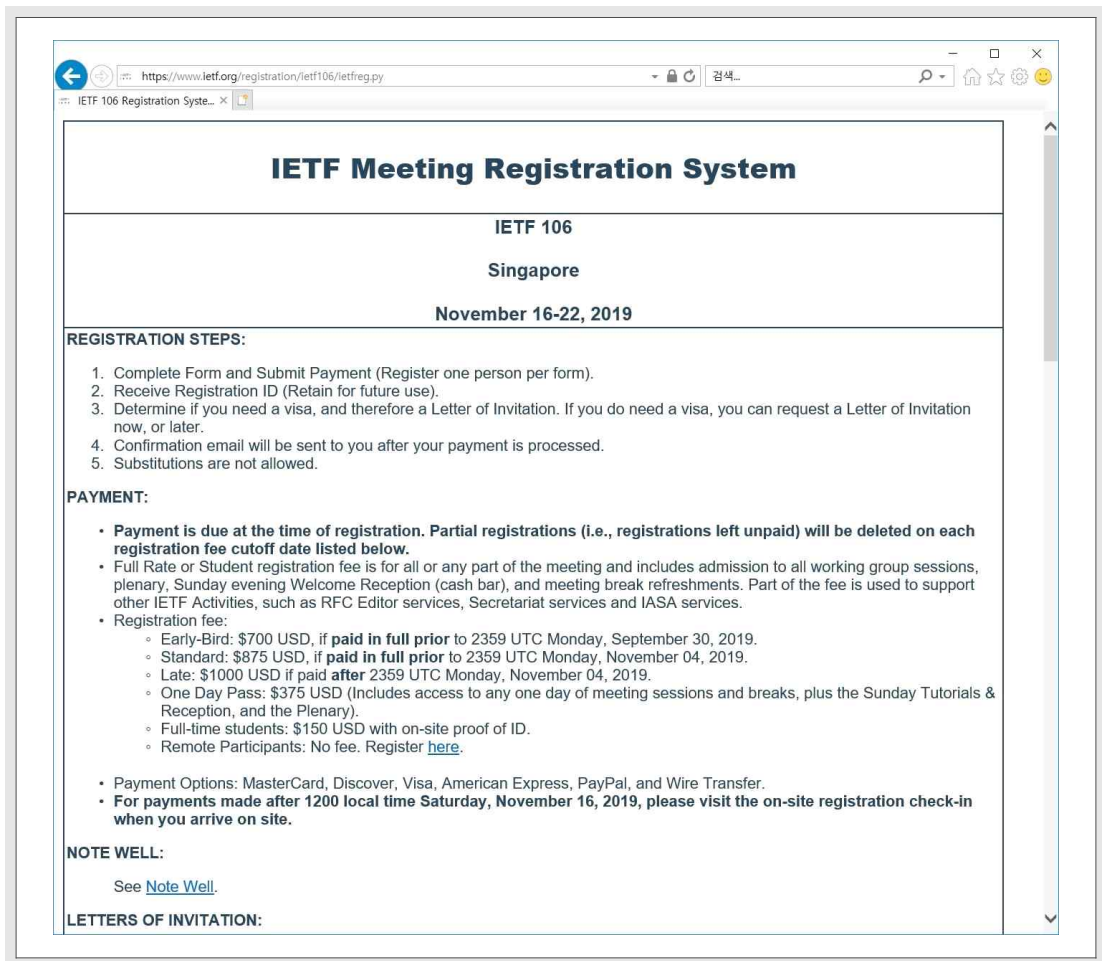 https://www.ietf.org/registration/ietf106/ietfreg.py
검색...
IETF 106 Registration Syste...
IETF Meeting Registration System
IETF 106
Singapore
November 16-22, 2019
REGISTRATION STEPS:
1. Complete Form and Submit Payment (Register one person per form).
2. Receive Registration ID (Retain for future use).
3. Determine if you need a visa, and therefore a Letter of Invitation. If you do need a visa, you can request a Letter of Invitation
now, or later.
4. Confirmation email will be sent to you after your payment is processed.
5. Substitutions are not allowed.
PAYMENT:
• Payment is due at the time of registration. Partial registrations (i.e., registrations left unpaid) will be deleted on each
registration fee cutoff date listed below.
• Full Rate or Student registration fee is for all or any part of the meeting and includes admission to all working group sessions,
plenary, Sunday evening Welcome Reception (cash bar), and meeting break refreshments. Part of the fee is used to support
other IETF Activities, such as RFC Editor services, Secretariat services and IASA services.
• Registration fee:
◦ Early-Bird: $700 USD, if paid in full prior to 2359 UTC Monday, September 30, 2019.
◦ Standard: $875 USD, if paid in full prior to 2359 UTC Monday, November 04, 2019.
◦ Late: $1000 USD if paid after 2359 UTC Monday, November 04, 2019.
◦ One Day Pass: $375 USD (Includes access to any one day of meeting sessions and breaks, plus the Sunday Tutorials &
Reception, and the Plenary).
◦ Full-time students: $150 USD with on-site proof of ID.
◦ Remote Participants: No fee. Register here.
• Payment Options: MasterCard, Discover, Visa, American Express, PayPal, and Wire Transfer.
• For payments made after 1200 local time Saturday, November 16, 2019, please visit the on-site registration check-in
when you arrive on site.
NOTE WELL:
See Note Well.
LETTERS OF INVITATION: